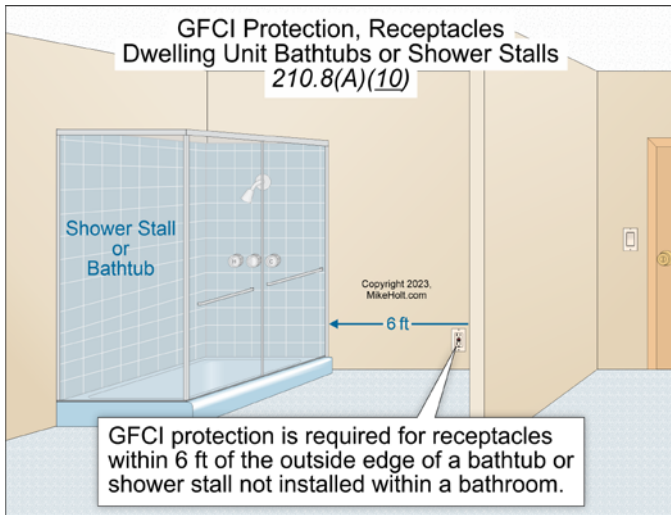 GFCI Protection, Receptacles
Dwelling Unit Bathtubs or Shower Stalls
210.8(A)(10)
Shower Stall
or
Bathtub
Copyright 2023,
MikeHolt.com
6 ft
GFCI protection is required for receptacles
within 6 ft of the outside edge of a bathtub or
shower stall not installed within a bathroom.